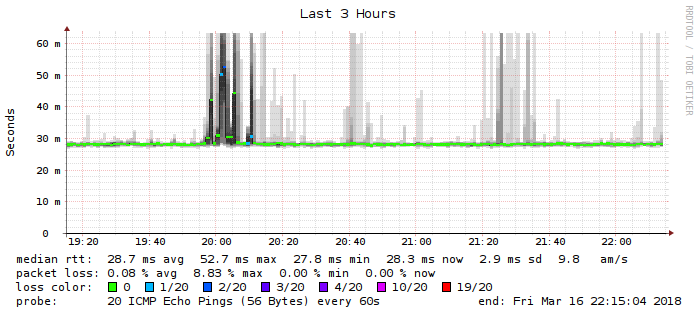 Last 3 Hours
RRDTOOL / TOBI OETIKER
Seconds
60 m
50 m
40 m
30 m
20 m
10 m
0
19:20 19:40 20:00 20:20 20:40 21:00 21:20 21:40 22:00
median rtt: 28.7 ms avg 52.7 ms max 27.8 ms min 28.3 ms now 2.9 ms sd 9.8 am/s
packet loss: 0.08 % avg 8.83 % max 0.00 % min 0.00 % now
loss color: 0 1/20 2/20 3/20 4/20 10/20 19/20
probe: 20 ICMP Echo Pings (56 Bytes) every 60s end: Fri Mar 16 22:15:04 2018